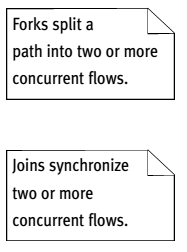 Forks split a
path into two or more
concurrent flows.
Joins synchronize
two or more
concurrent flows.